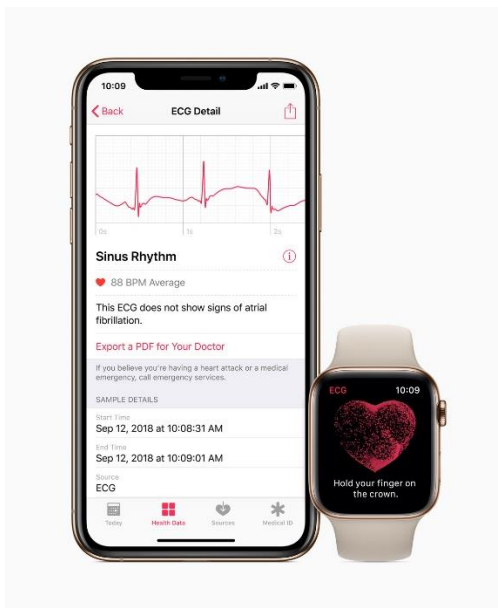 10:09
Back
ECG Detail
0s
1s
2s
Sinus Rhythm
88 BPM Average
This ECG does not show signs of atrial
fibrillation.
Export a PDF for Your Doctor
If you believe you're having a heart attack or a medical
emergency, call emergency services.
SAMPLE DETAILS
Start Time
Sep 12, 2018 at 10:08:31 AM
End Time
Sep 12, 2018 at 10:09:01 AM
Source
ECG
Today
Health Data
Sources
Medical ID
ECG
10:09
Hold your finger on
the crown.